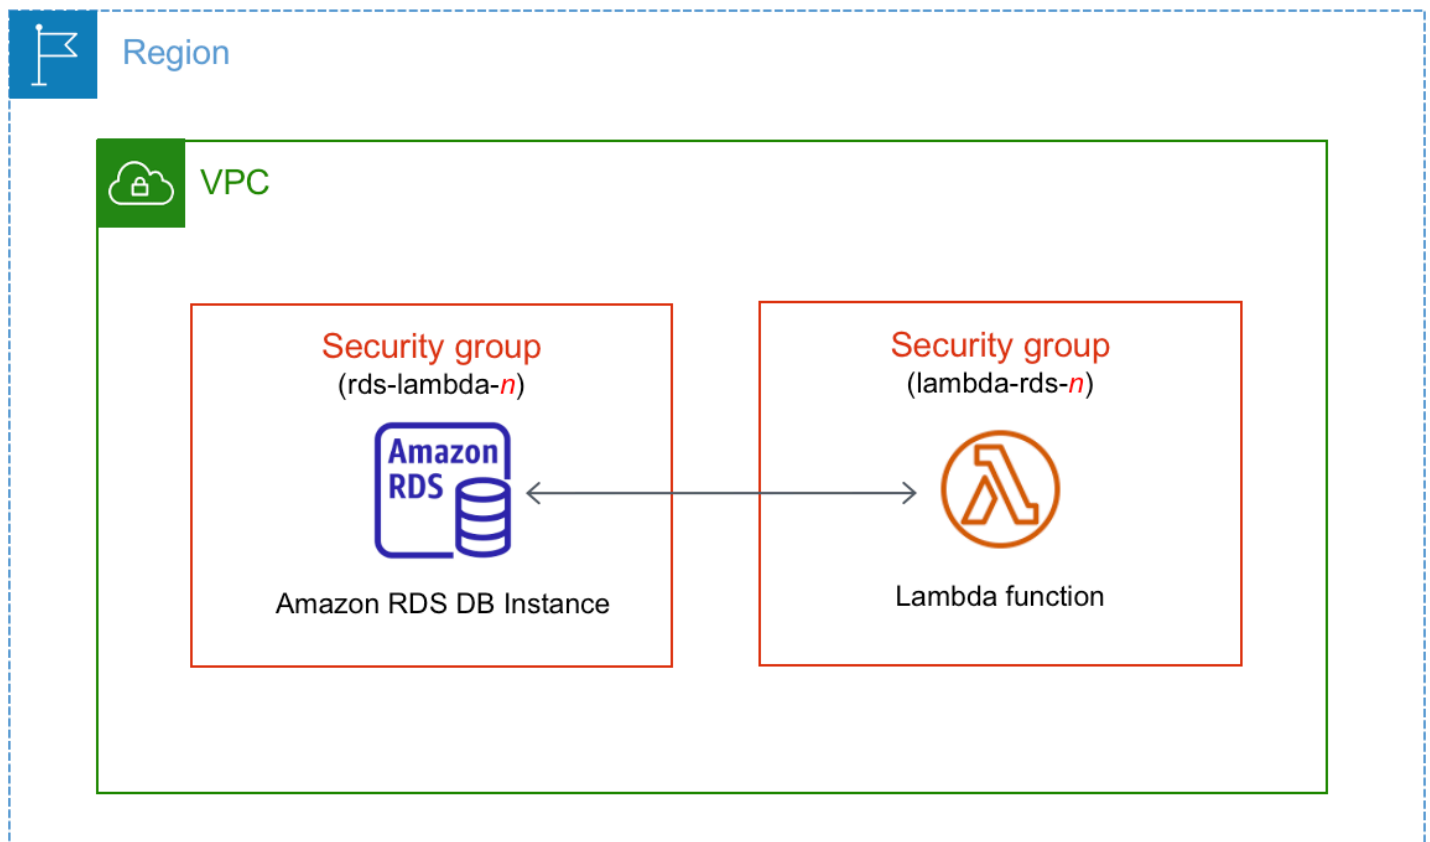 Region
VPC
Security group
(rds-lambda-n)
Amazon
RDS
Amazon RDS DB Instance
Security group
(lambda-rds-n)
Lambda function